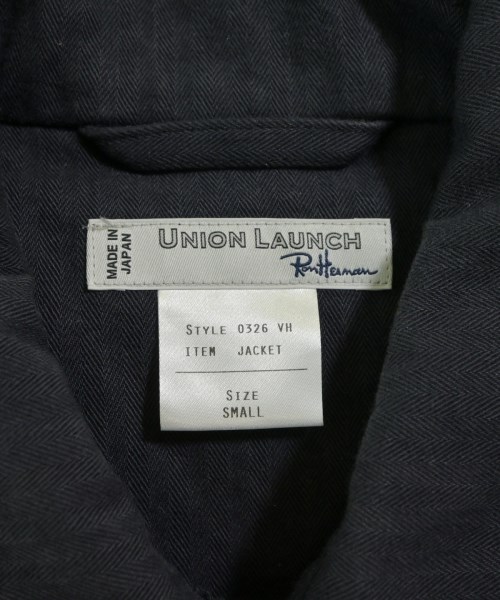 MADE IN
JAPAN
UNION LAUNCH
Ron Herman
STYLE 0326 VH
ITEM JACKET
SIZE
SMALL